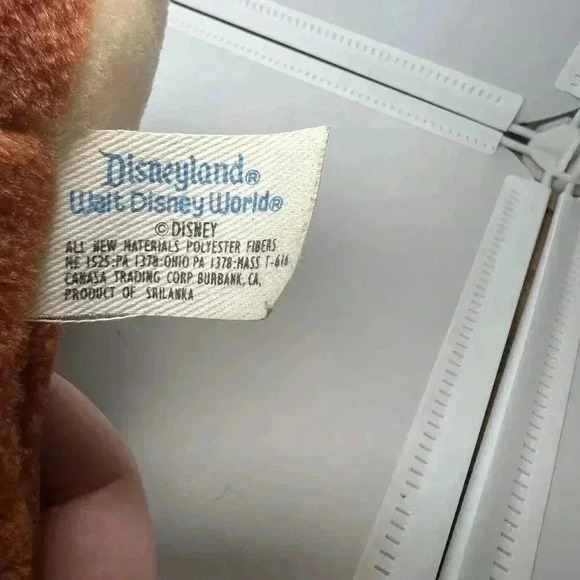 Disneyland®
Walt Disney World®
© DISNEY
ALL NEW MATERIALS POLYESTER FIBERS
ME 1525·PA 1378·OHIO PA 1378·MASS T-616
CANASA TRADING CORP BURBANK, CA.
PRODUCT OF SRILANKA